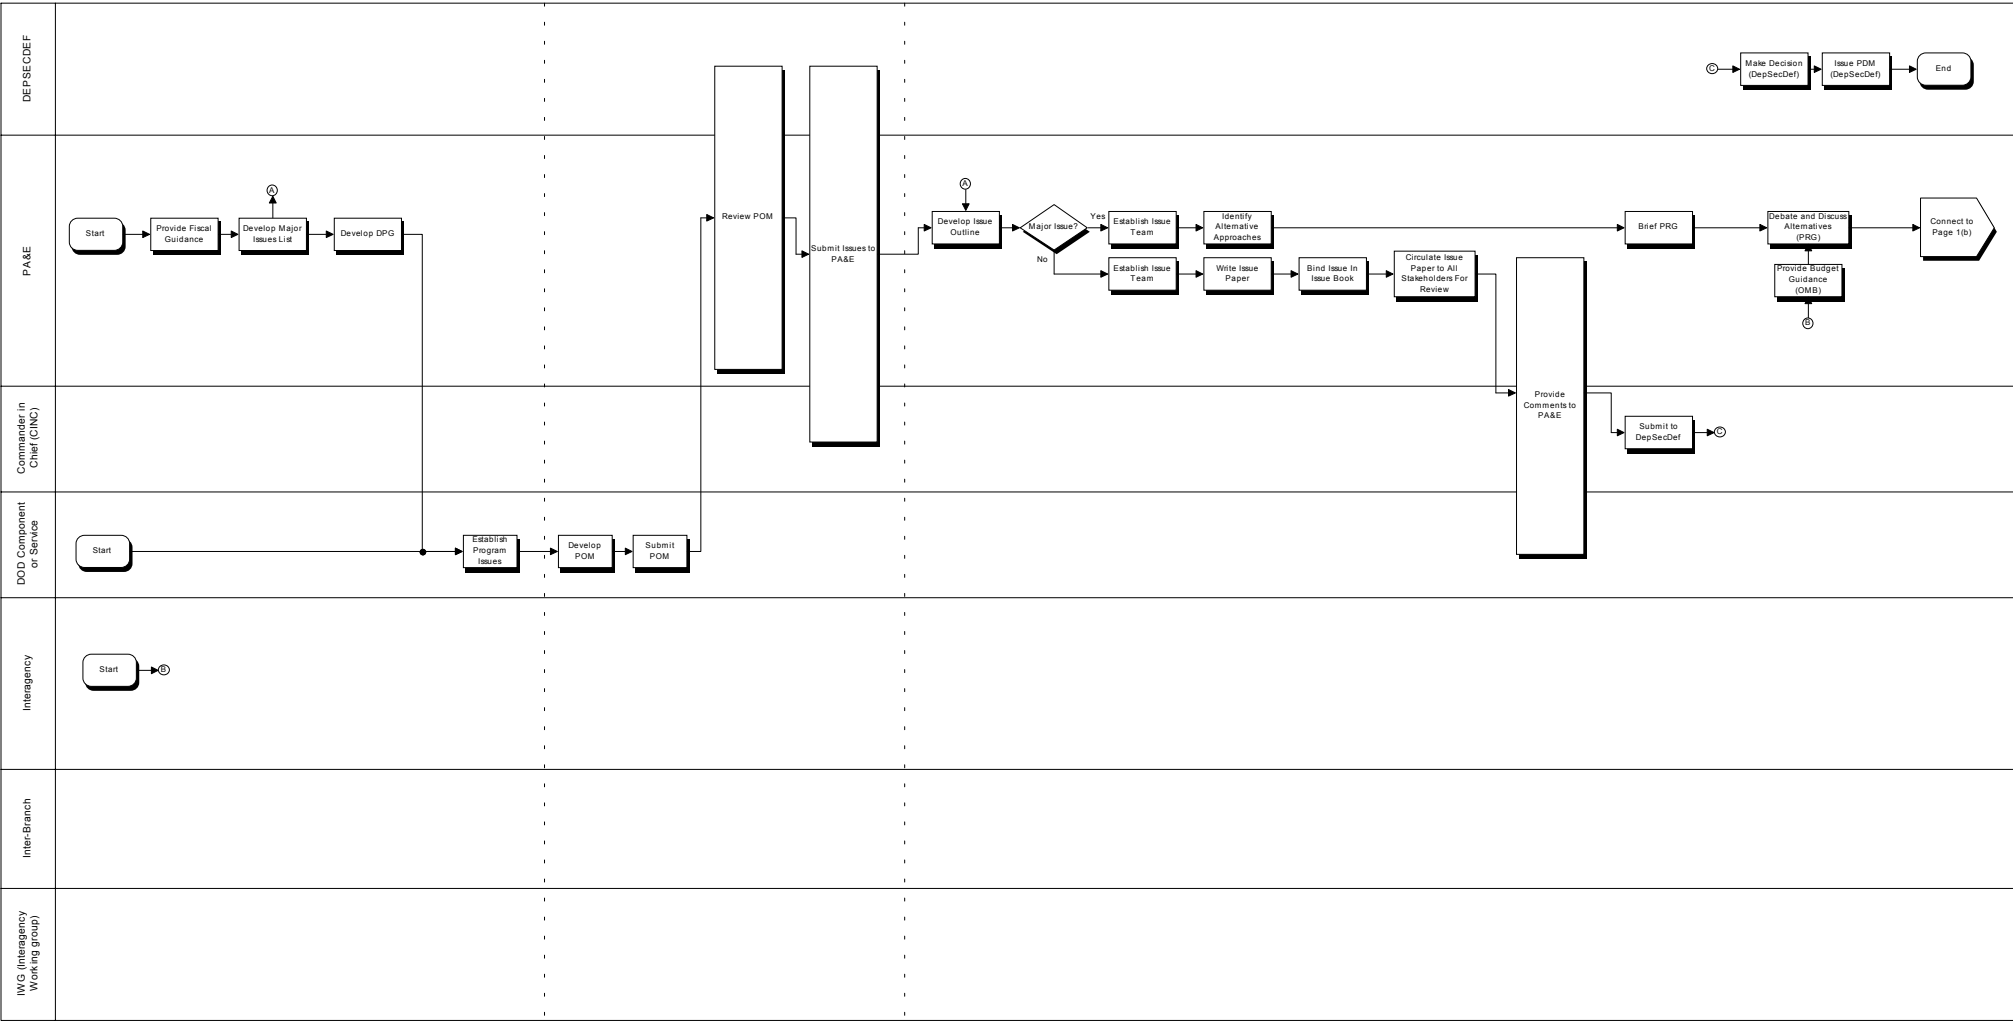 DEPSECDEF
C
Make Decision
(DepSecDef)
Issue PDM
(DepSecDef)
End
PA&E
Start
Provide Fiscal
Guidance
A
Develop Major
Issues List
Develop DPG
Review POM
Submit Issues to
PA&E
A
Develop Issue
Outline
Major Issue?
Yes
No
Establish Issue
Team
Identify
Alternative
Approaches
Establish Issue
Team
Write Issue
Paper
Bind Issue In
Issue Book
Circulate Issue
Paper to All
Stakeholders For
Review
Brief PRG
Debate and Discuss
Alternatives
(PRG)
Provide Budget
Guidance
(OMB)
B
Connect to
Page 1(b)
Commander in
Chief (CINC)
Provide
Comments to
PA&E
Submit to
DepSecDef
C
DOD Component
or Service
Start
Establish
Program
Issues
Develop
POM
Submit
POM
Interagency
Start
B
Inter-Branch
IWG (Interagency
Working group)